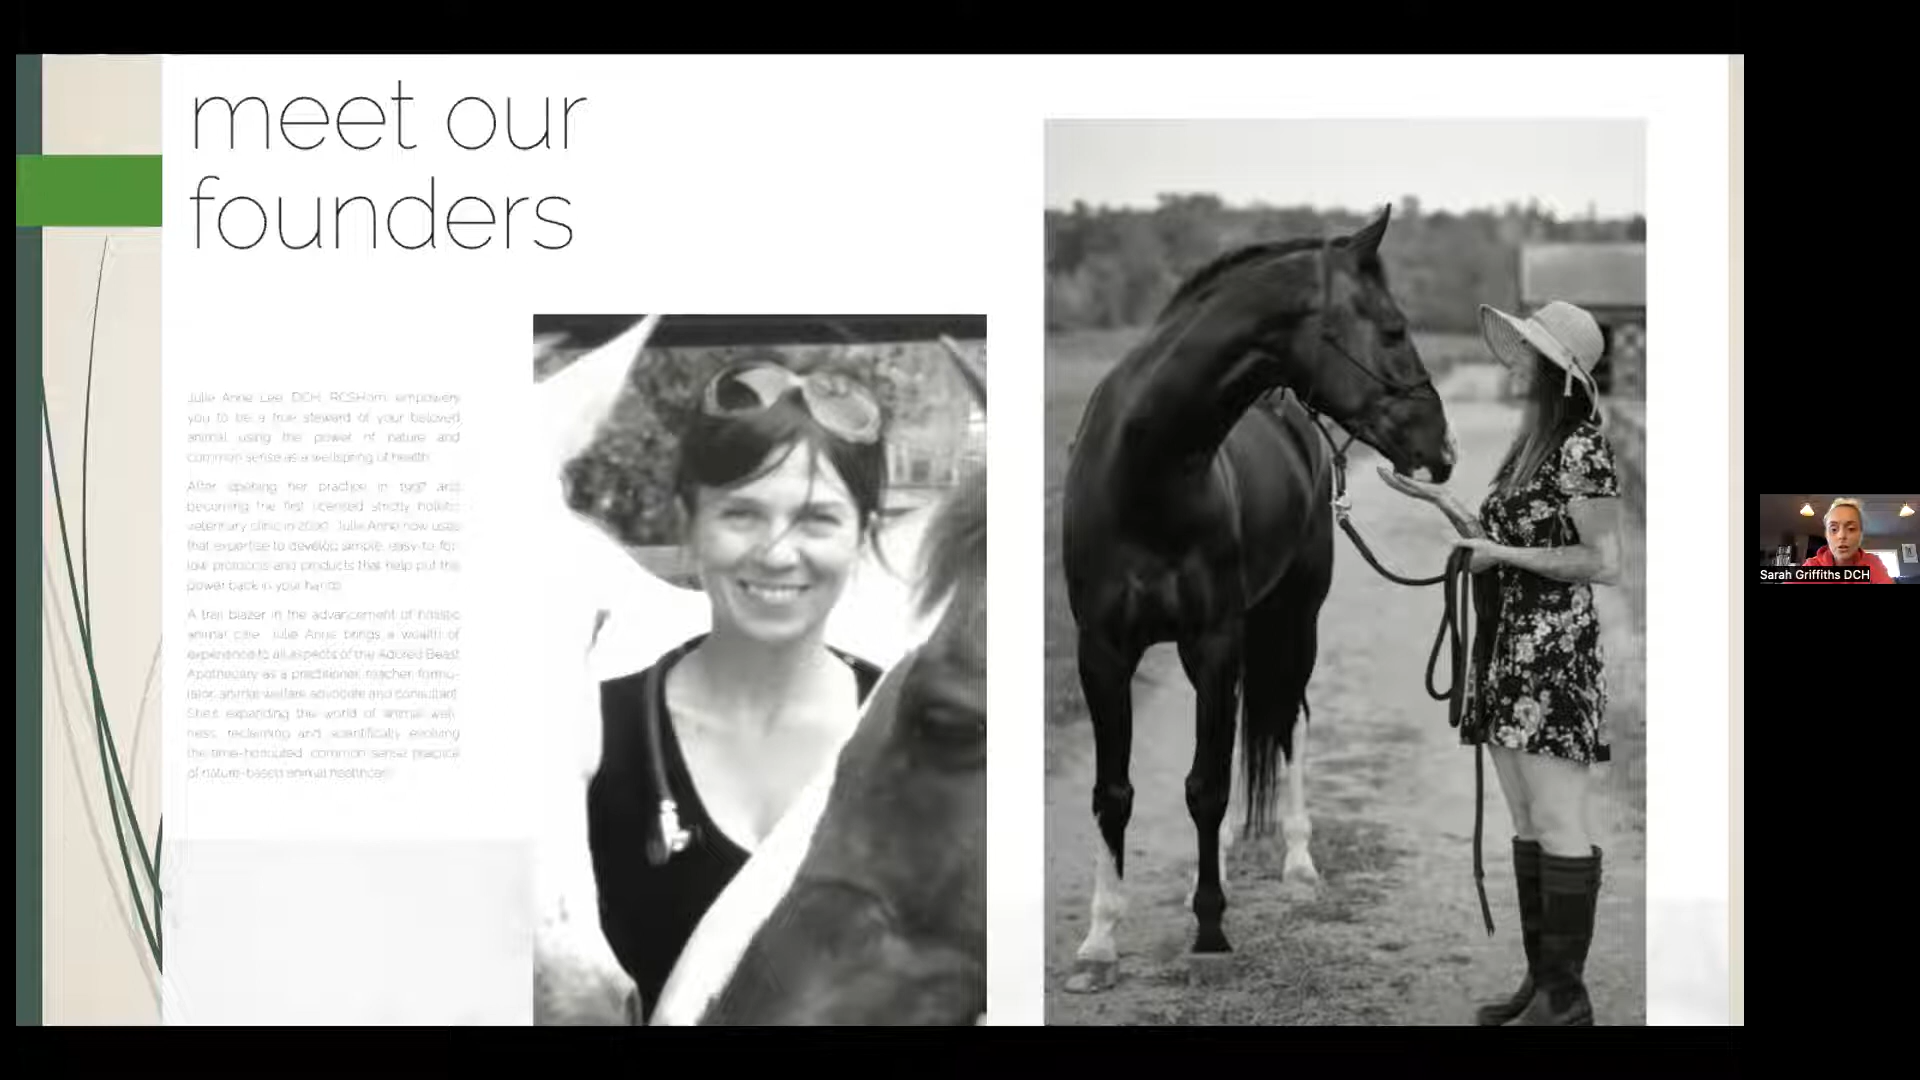 meet our
founders
Julie Anne Lee, DCH, RCSHom, empowers
you to be a true steward of your beloved
animal using the power of nature and
common sense as a wellspring of health.
After opening her practice in 1997 and
becoming the first licensed strictly holistic
veterinary clinic in 2000, Julie Anne now uses
that expertise to develop simple, easy-to-fol-
low protocols and products that help put the
power back in your hands.
A trail blazer in the advancement of holistic
animal care, Julie Anne brings a wealth of
experience to all aspects of the Adored Beast
Apothecary as a practitioner, teacher, formu-
lator, animal welfare advocate and consultant.
She's expanding the world of animal well-
ness, reclaiming and scientifically evolving
the time-honoured, common sense practice
of nature-based animal healthcare.
Sarah Griffiths DCH